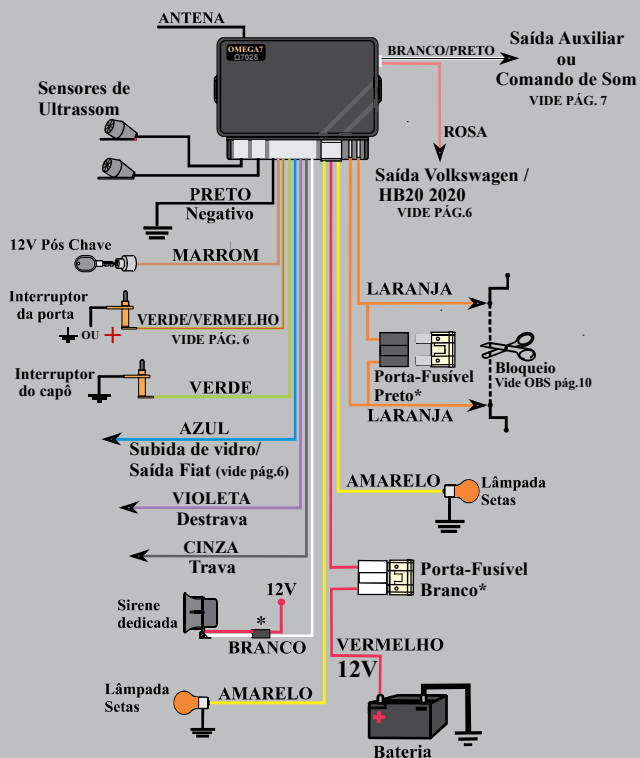 ANTENA
OMEGA7
Ω7025
BRANCO/PRETO
Saída Auxiliar
ou
Comando de Som
VIDE PÁG. 7
Sensores de
Ultrassom
ROSA
Saída Volkswagen /
HB20 2020
VIDE PÁG.6
PRETO
Negativo
12V Pós Chave
MARROM
LARANJA
Interruptor
da porta
OU +
VERDE/VERMELHO
VIDE PÁG. 6
Porta-Fusível
Preto*
Bloqueio
Vide OBS pág.10
Interruptor
do capô
VERDE
LARANJA
AZUL
Subida de vidro/
Saída Fiat (vide pág.6)
AMARELO
Lâmpada
Setas
VIOLETA
Destrava
CINZA
Trava
Porta-Fusível
Branco*
Sirene
dedicada
12V
*
BRANCO
VERMELHO
12V
Lâmpada
Setas
AMARELO
+
Bateria